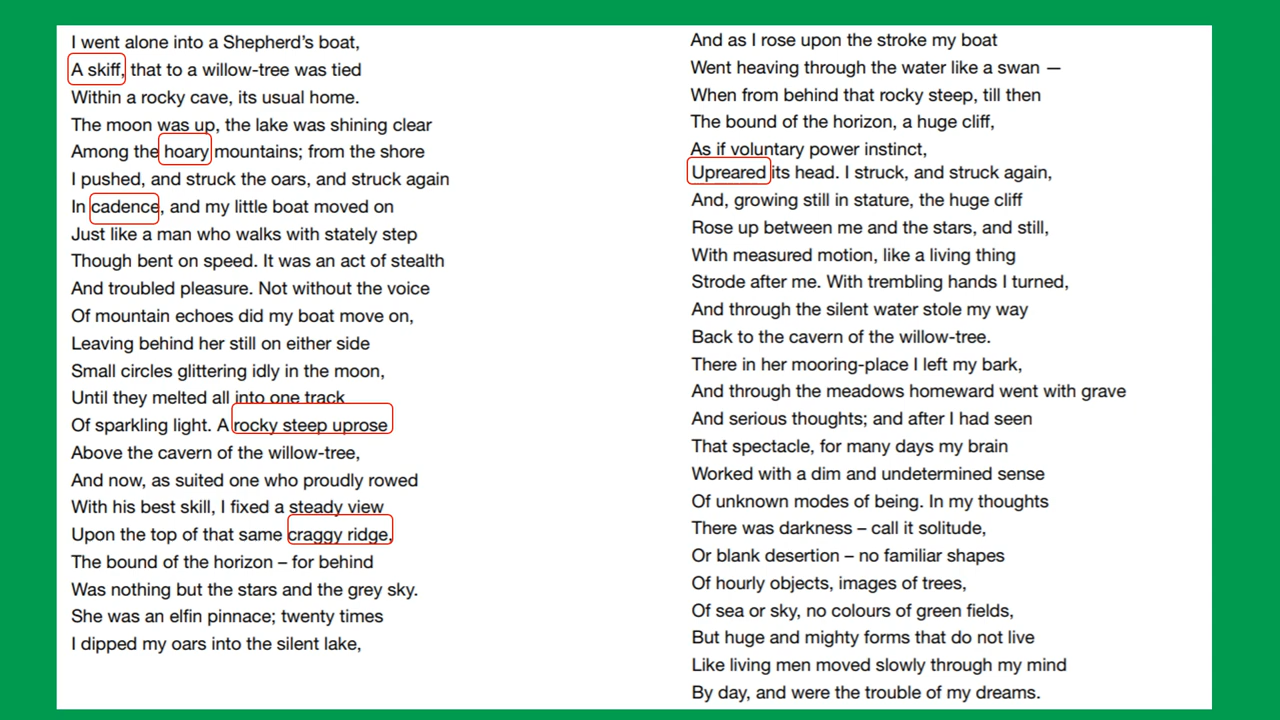 I went alone into a Shepherd’s boat,
A skiff, that to a willow-tree was tied
Within a rocky cave, its usual home.
The moon was up, the lake was shining clear
Among the hoary mountains; from the shore
I pushed, and struck the oars, and struck again
In cadence, and my little boat moved on
Just like a man who walks with stately step
Though bent on speed. It was an act of stealth
And troubled pleasure. Not without the voice
Of mountain echoes did my boat move on,
Leaving behind her still on either side
Small circles glittering idly in the moon,
Until they melted all into one track
Of sparkling light. A rocky steep uprose
Above the cavern of the willow-tree,
And now, as suited one who proudly rowed
With his best skill, I fixed a steady view
Upon the top of that same craggy ridge,
The bound of the horizon – for behind
Was nothing but the stars and the grey sky.
She was an elfin pinnace; twenty times
I dipped my oars into the silent lake,
And as I rose upon the stroke my boat
Went heaving through the water like a swan —
When from behind that rocky steep, till then
The bound of the horizon, a huge cliff,
As if voluntary power instinct,
Upreared its head. I struck, and struck again,
And, growing still in stature, the huge cliff
Rose up between me and the stars, and still,
With measured motion, like a living thing
Strode after me. With trembling hands I turned,
And through the silent water stole my way
Back to the cavern of the willow-tree.
There in her mooring-place I left my bark,
And through the meadows homeward went with grave
And serious thoughts; and after I had seen
That spectacle, for many days my brain
Worked with a dim and undetermined sense
Of unknown modes of being. In my thoughts
There was darkness – call it solitude,
Or blank desertion – no familiar shapes
Of hourly objects, images of trees,
Of sea or sky, no colours of green fields,
But huge and mighty forms that do not live
Like living men moved slowly through my mind
By day, and were the trouble of my dreams.